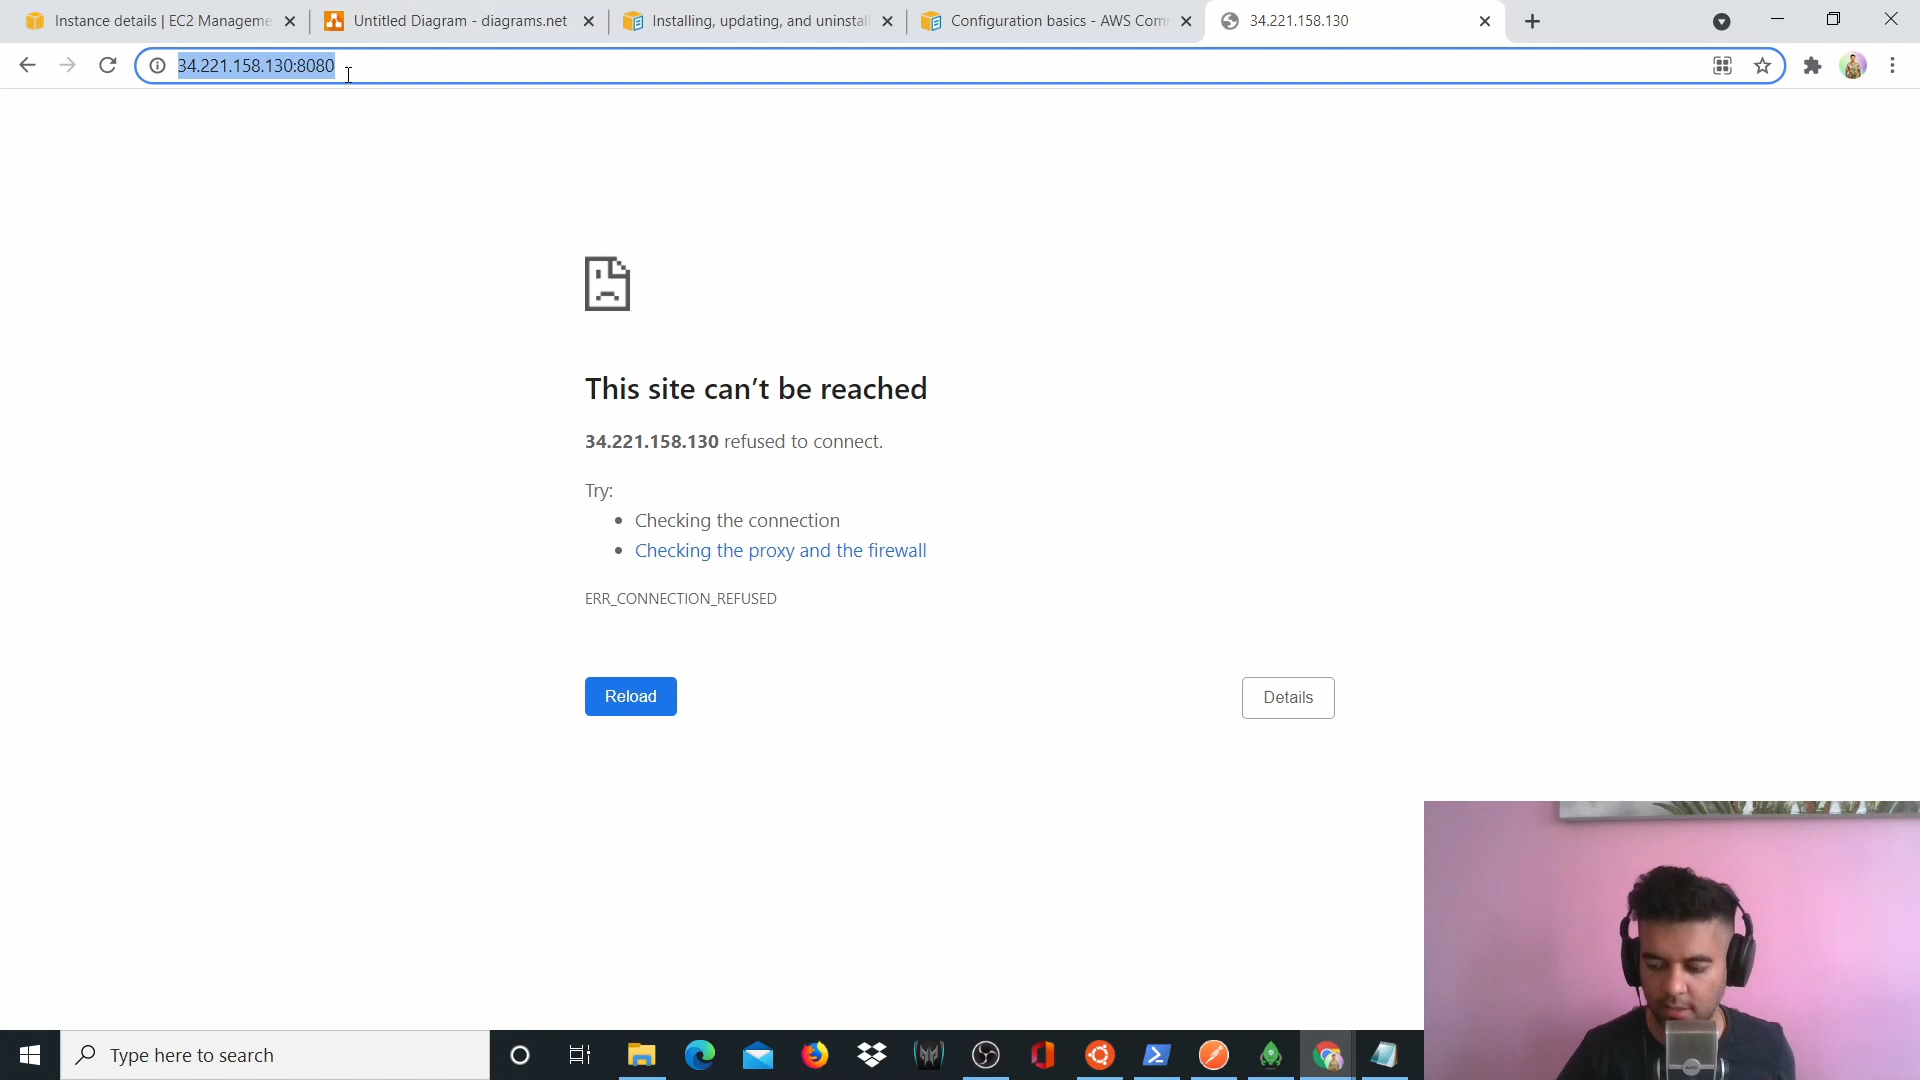 Instance details | EC2 Manageme
Untitled Diagram - diagrams.net
Installing, updating, and uninstal
Configuration basics - AWS Com
34.221.158.130
34.221.158.130:8080
This site can’t be reached
34.221.158.130 refused to connect.
Try:
Checking the connection
Checking the proxy and the firewall
ERR_CONNECTION_REFUSED
Reload
Details
Type here to search